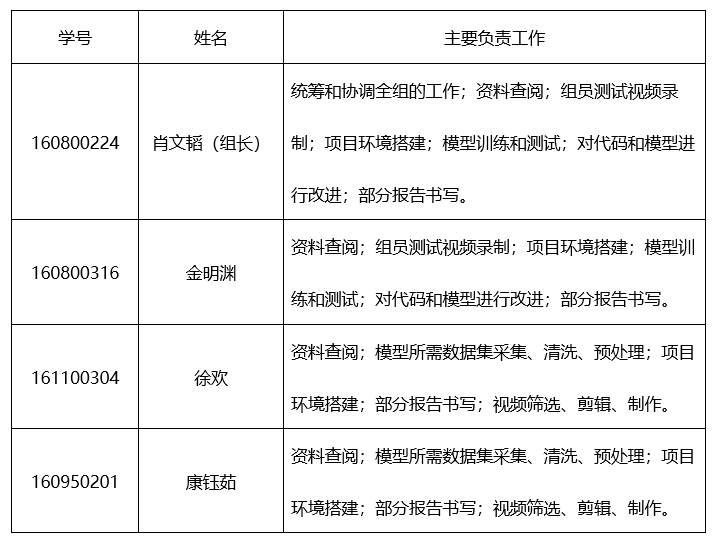 学号 姓名 主要负责工作
统筹和协调全组的工作；资料查阅；组员测试视频录
160800224 肖文韬（组长） 制；项目环境搭建；模型训练和测试；对代码和模型进
行改进；部分报告书写。
资料查阅；组员测试视频录制；项目环境搭建；模型训
160800316 金明渊
练和测试；对代码和模型进行改进；部分报告书写。
资料查阅；模型所需数据集采集、清洗、预处理；项目
161100304 徐欢
环境搭建；部分报告书写；视频筛选、剪辑、制作。
资料查阅；模型所需数据集采集、清洗、预处理；项目
160950201 康钰茹
环境搭建；部分报告书写；视频筛选、剪辑、制作。